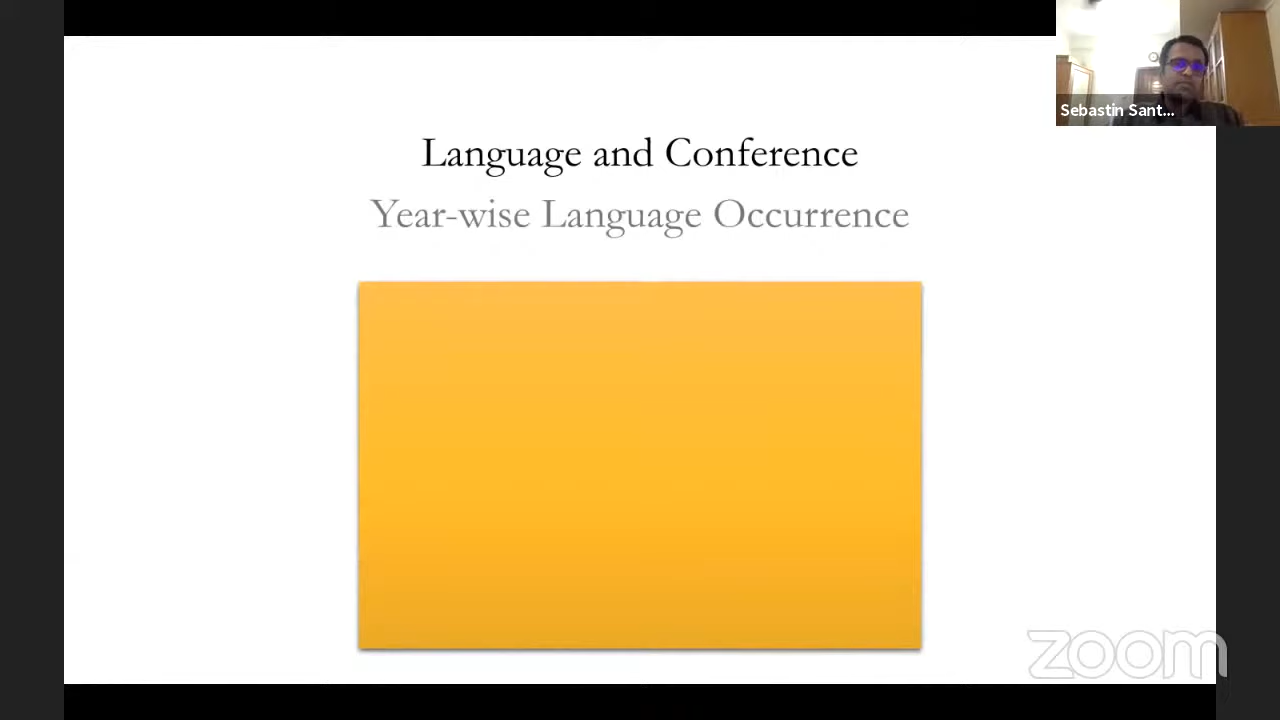 Language and Conference
Year-wise Language Occurrence
Sebastin Sant...
zoom